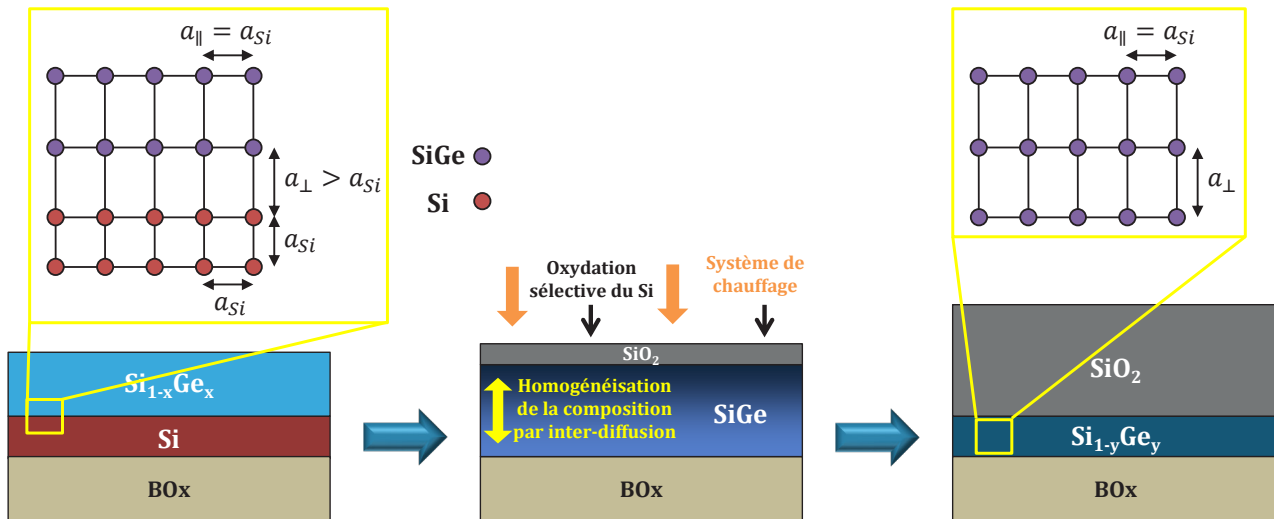 a∥ = aSi
a⊥ > aSi
aSi
aSi
Si1-xGex
Si
BOx
SiGe
Si
Oxydation
sélective du Si
Système de
chauffage
SiO2
Homogénéisation
de la composition
par inter-diffusion
SiGe
BOx
a∥ = aSi
a⊥
SiO2
Si1-yGey
BOx